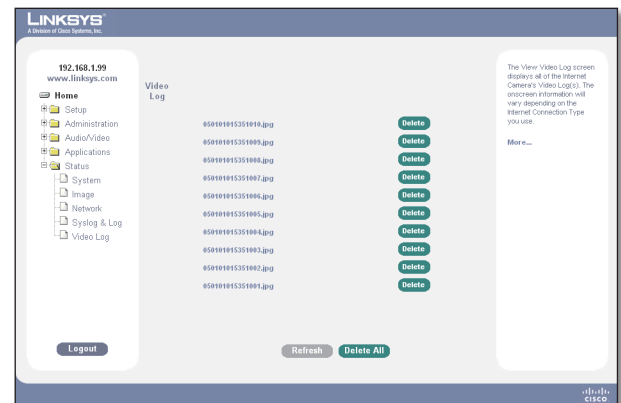 LINKSYS®
A Division of Cisco Systems, Inc.
192.168.1.99
www.linksys.com
Home
Setup
Administration
Audio/Video
Applications
Status
System
Image
Network
Syslog & Log
Video Log
Logout
Video
Log
050101015351010.jpg Delete
050101015351009.jpg Delete
050101015351008.jpg Delete
050101015351007.jpg Delete
050101015351006.jpg Delete
050101015351005.jpg Delete
050101015351004.jpg Delete
050101015351003.jpg Delete
050101015351002.jpg Delete
050101015351001.jpg Delete
Refresh Delete All
The View Video Log screen
displays all of the Internet
Camera's Video Log(s). The
onscreen information will
vary depending on the
Internet Connection Type
you use.
More...
CISCO